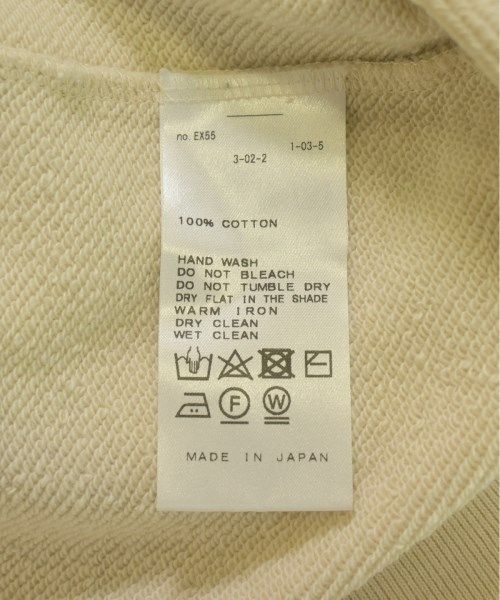 no. EX55
1-03-5
3-02-2
100% COTTON
HAND WASH
DO NOT BLEACH
DO NOT TUMBLE DRY
DRY FLAT IN THE SHADE
WARM IRON
DRY CLEAN
WET CLEAN
F W
MADE IN JAPAN